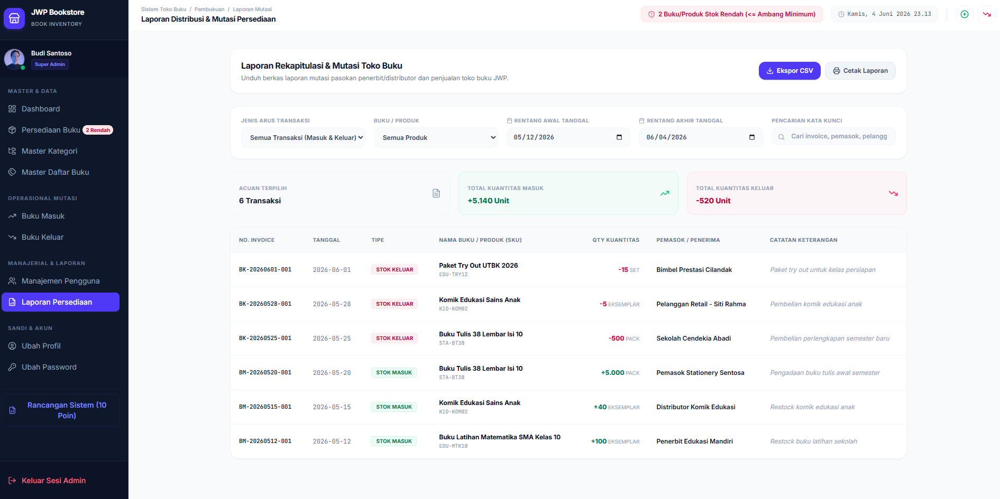 JWP Bookstore
BOOK INVENTORY
Budi Santoso
Super Admin
MASTER & DATA
Dashboard
Persediaan Buku 2 Rendah
Master Kategori
Master Daftar Buku
OPERASIONAL MUTASI
Buku Masuk
Buku Keluar
MANAJERIAL & LAPORAN
Manajemen Pengguna
Laporan Persediaan
SANDI & AKUN
Ubah Profil
Ubah Password
Rancangan Sistem (10
Poin)
Keluar Sesi Admin
Sistem Toko Buku / Pembukuan / Laporan Mutasi
Laporan Distribusi & Mutasi Persediaan
2 Buku/Produk Stok Rendah (<= Ambang Minimum)
Kamis, 4 Juni 2026 23.13
Laporan Rekapitulasi & Mutasi Toko Buku
Unduh berkas laporan mutasi pasokan penerbit/distributor dan penjualan toko buku JWP.
Ekspor CSV
Cetak Laporan
JENIS ARUS TRANSAKSI
Semua Transaksi (Masuk & Keluar)
BUKU / PRODUK
Semua Produk
RENTANG AWAL TANGGAL
05/12/2026
RENTANG AKHIR TANGGAL
06/04/2026
PENCARIAN KATA KUNCI
Cari invoice, pemasok, pelangg
ACUAN TERPILIH
6 Transaksi
TOTAL KUANTITAS MASUK
+5.140 Unit
TOTAL KUANTITAS KELUAR
-520 Unit
NO. INVOICE TANGGAL TIPE NAMA BUKU / PRODUK (SKU) QTY KUANTITAS PEMASOK / PENERIMA CATATAN KETERANGAN
BK-20260601-001 2026-06-01 STOK KELUAR Paket Try Out UTBK 2026 -15 SET Bimbel Prestasi Cilandak Paket try out untuk kelas persiapan
EDU-TRY12
BK-20260528-001 2026-05-28 STOK KELUAR Komik Edukasi Sains Anak -5 EKSEMPLAR Pelanggan Retail - Siti Rahma Pembelian komik edukasi anak
KID-KOM02
BK-20260525-001 2026-05-25 STOK KELUAR Buku Tulis 38 Lembar Isi 10 -500 PACK Sekolah Cendekia Abadi Pembelian perlengkapan semester baru
STA-BT38
BM-20260520-001 2026-05-20 STOK MASUK Buku Tulis 38 Lembar Isi 10 +5.000 PACK Pemasok Stationery Sentosa Pengadaan buku tulis awal semester
STA-BT38
BM-20260515-001 2026-05-15 STOK MASUK Komik Edukasi Sains Anak +40 EKSEMPLAR Distributor Komik Edukasi Restock komik edukasi anak
KID-KOM02
BM-20260512-001 2026-05-12 STOK MASUK Buku Latihan Matematika SMA Kelas 10 +100 EKSEMPLAR Penerbit Edukasi Mandiri Restock buku latihan sekolah
EDU-MTK10